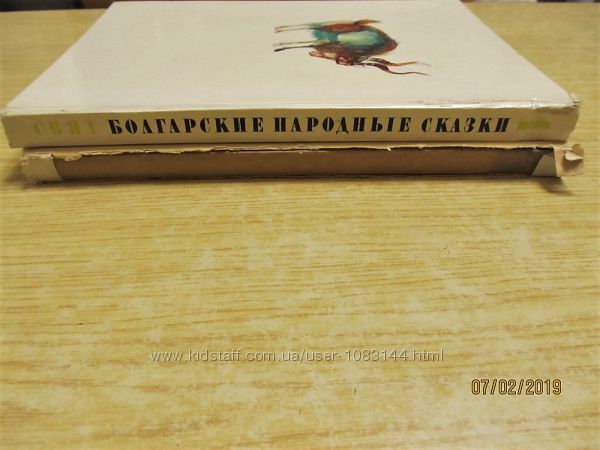 СВЯТ БОЛГАРСКИЕ НАРОДНЫЕ СКАЗКИ
www.kidstaff.com.ua/user-1083144.html
07/02/2019